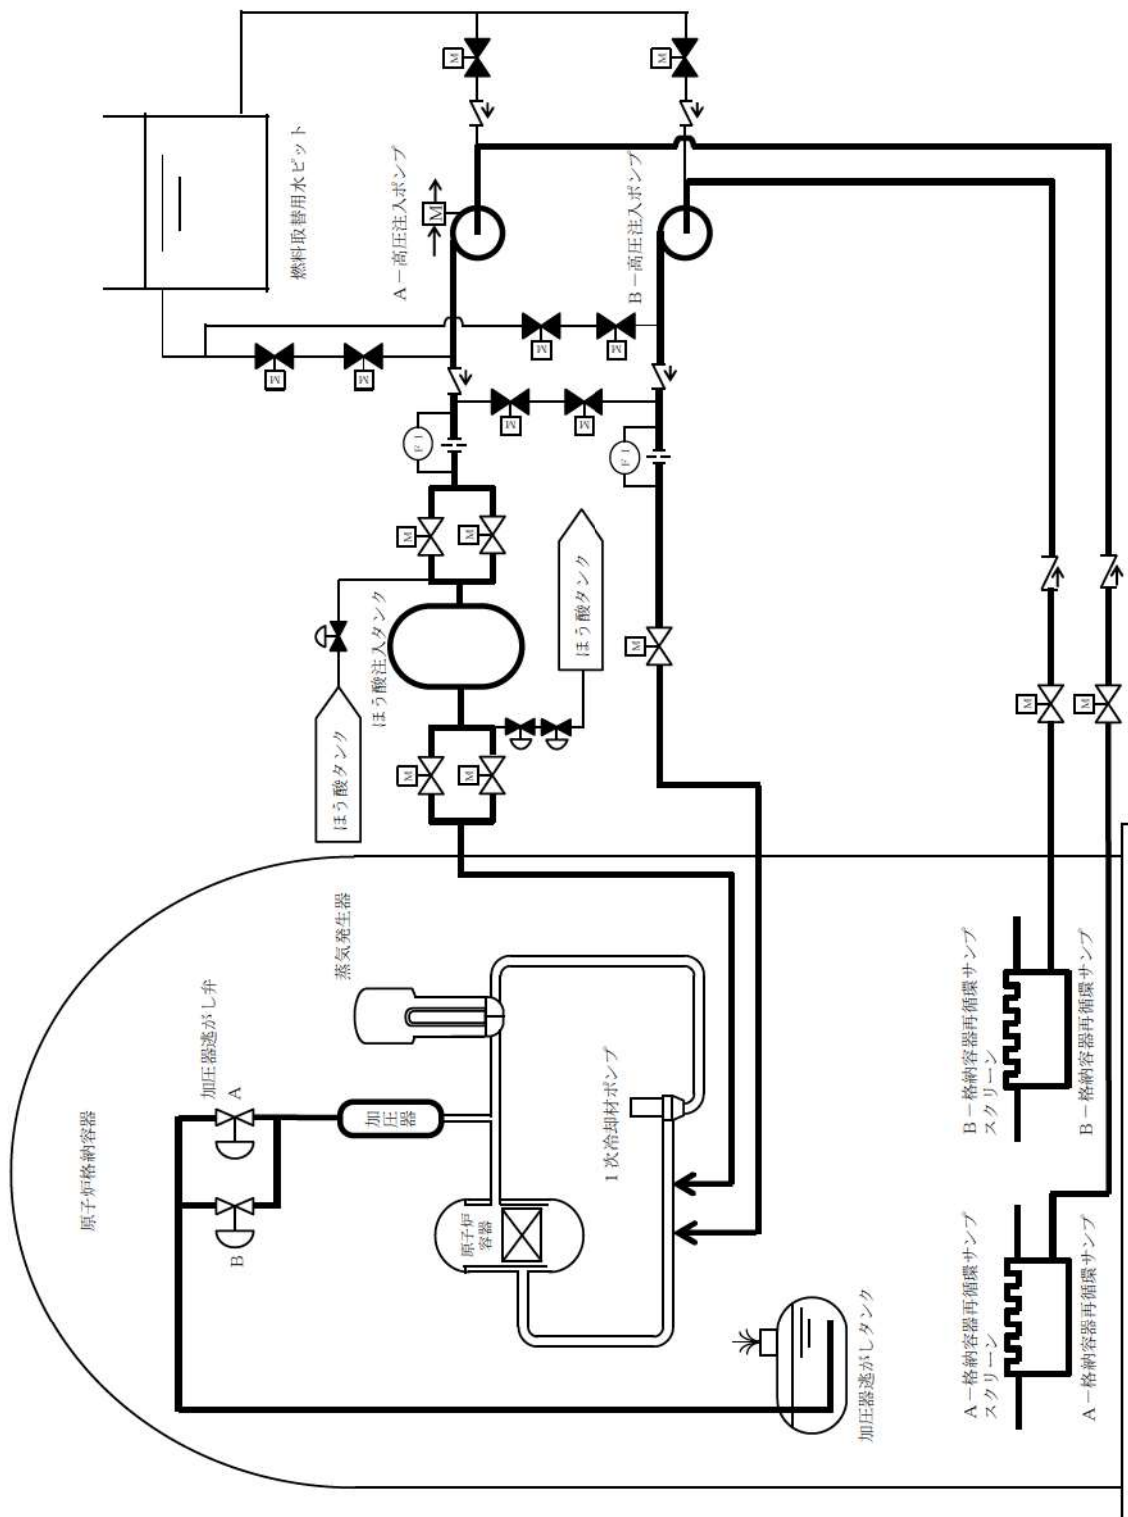 原子炉格納容器
加圧器逃がし弁
A
B
加圧器
蒸気発生器
原子炉
容器
1次冷却材ポンプ
加圧器逃がしタンク
A-格納容器再循環サンプ
スクリーン
A-格納容器再循環サンプ
B-格納容器再循環サンプ
スクリーン
B-格納容器再循環サンプ
ほう酸タンク
ほう酸注入タンク
ほう酸タンク
M
M
M
M
M
M
M
FI
FI
M
M
M
M
M
M
燃料取替用水ピット
A-高圧注入ポンプ
M
B-高圧注入ポンプ
M
M
M
M